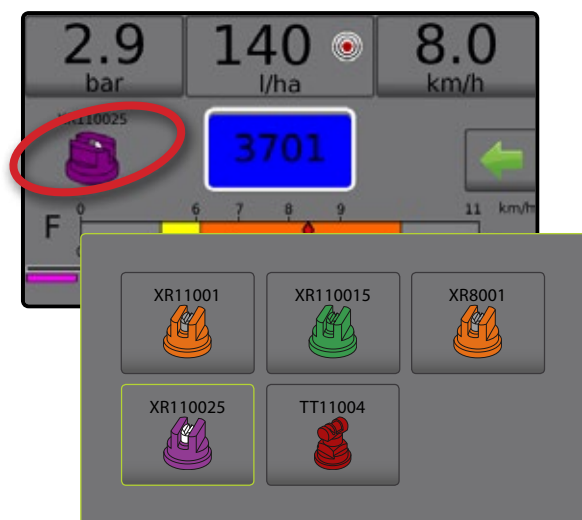 2.9 140 8.0
bar l/ha km/h
XR110025
3701
0 6 7 8 9 11 km/h
F
XR11001 XR110015 XR8001
XR110025 TT11004